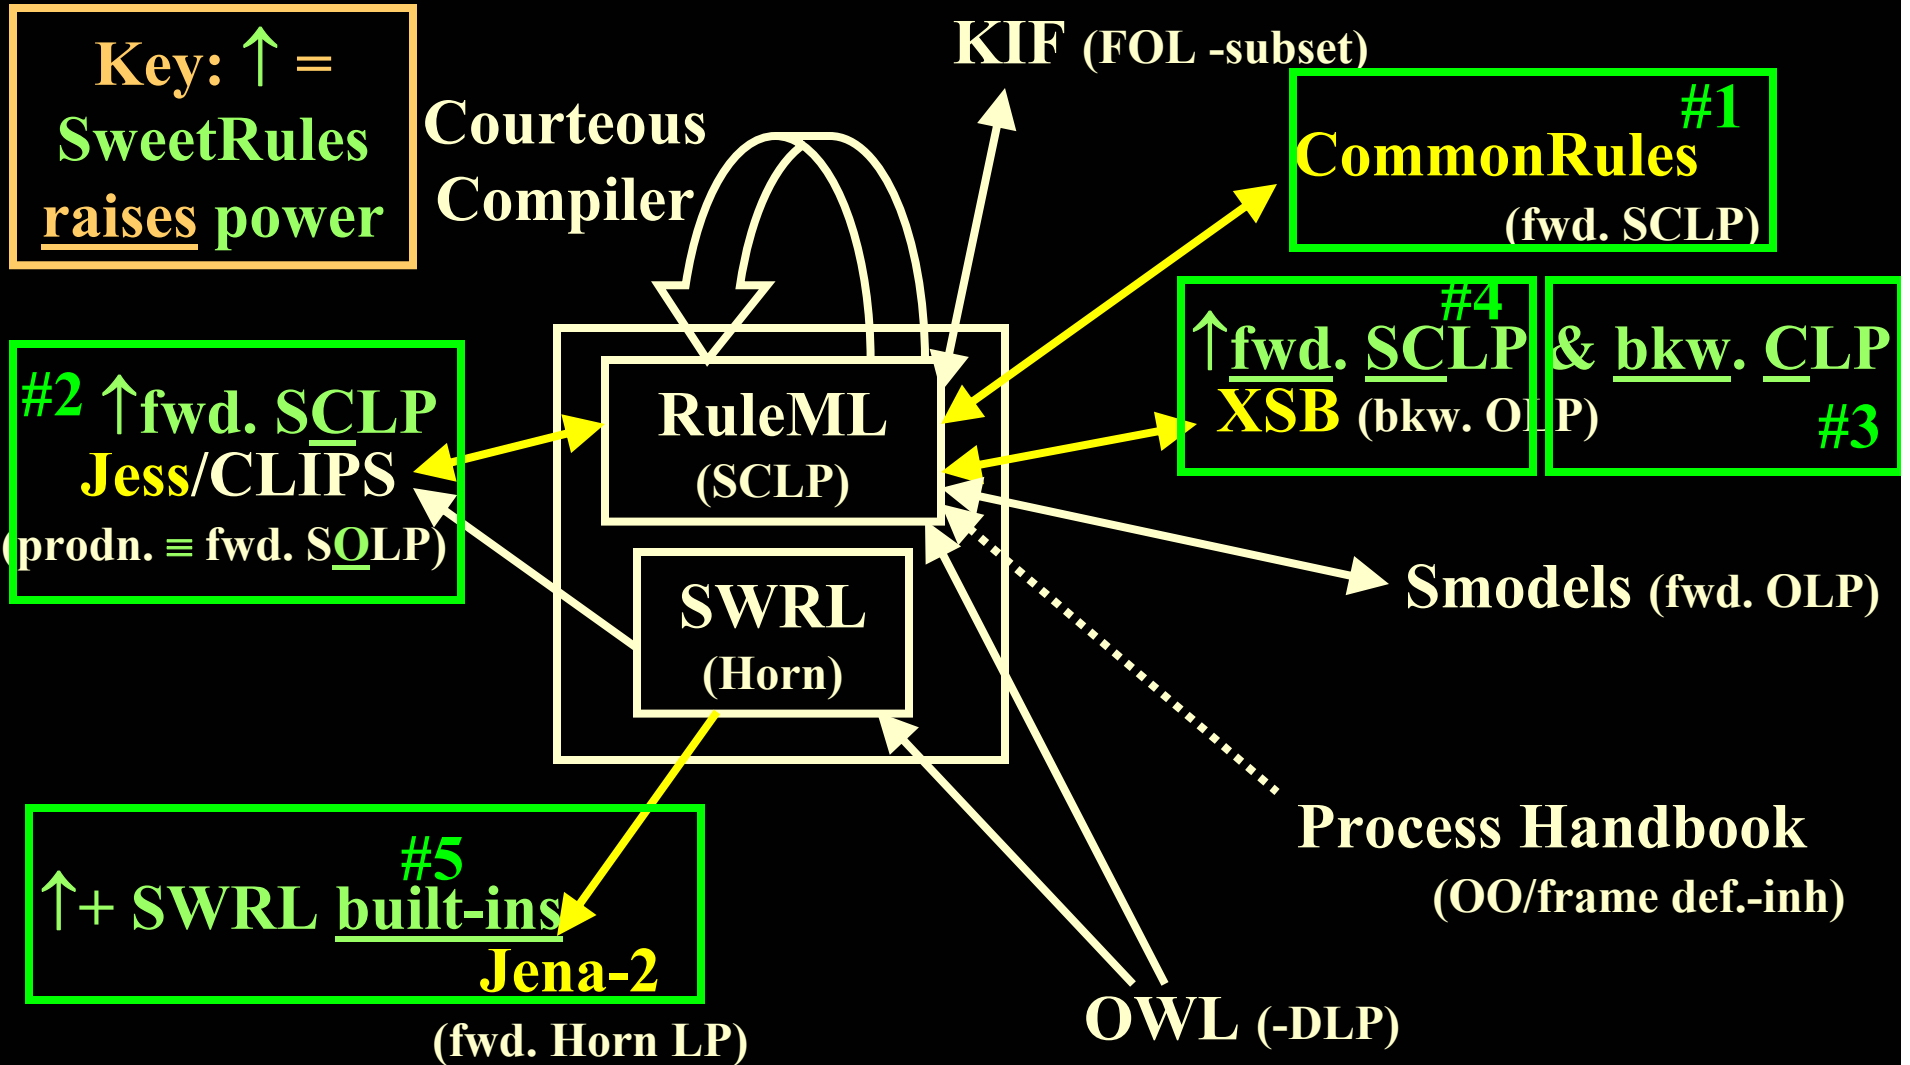 Key: ↑ =
SweetRules
raises power
Courteous
Compiler
KIF (FOL -subset)
#1
CommonRules
(fwd. SCLP)
#4
↑fwd. SCLP & bkw. CLP
XSB (bkw. OLP)
#3
#2 ↑fwd. SCLP
Jess/CLIPS
(prodn. ≡ fwd. SOLP)
RuleML
(SCLP)
SWRL
(Horn)
Smodels (fwd. OLP)
Process Handbook
(OO/frame def.-inh)
#5
↑+ SWRL built-ins
Jena-2
(fwd. Horn LP)
OWL (-DLP)